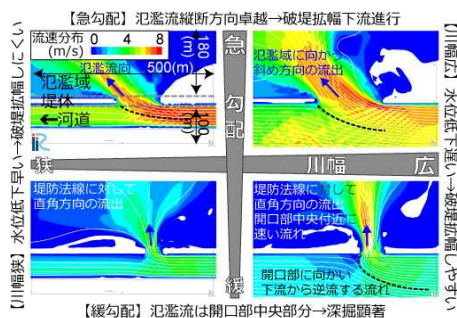 【急勾配】氾濫流縦断方向卓越→破堤拡幅下流進行
流速分布
(m/s)
0 2 4 6 8
氾濫流向
500(m)
180
(m)
100
(m)
氾濫域
堤体
←河道
急
勾
配
緩
氾濫域に向かって
斜め方向の流出
狭
川幅
広
堤防法線に対して
直角方向の流出
堤防法線に対して
直角方向の流出
開口部中央付近に
速い流れ
開口部に向かい
下流から逆流する流れ
【川幅狭】水位低下早い→破堤拡幅しにくい
【川幅広】水位低下遅い→破堤拡幅しやすい
【緩勾配】氾濫流は開口部中央部分→深掘顕著